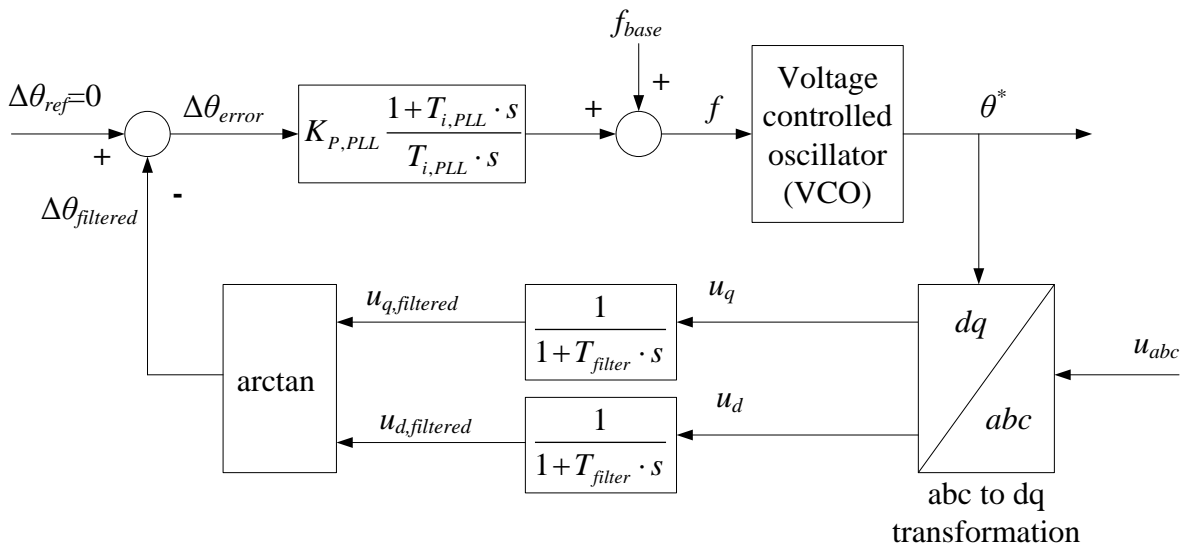 f_base
Δθ_ref=0
+
-
Δθ_error
K_P,PLL (1+T_i,PLL · s)/(T_i,PLL · s)
+
+
f
Voltage
controlled
oscillator
(VCO)
θ*
Δθ_filtered
arctan
u_q,filtered
1/(1+T_filter · s)
u_q
u_d,filtered
1/(1+T_filter · s)
u_d
dq
abc
u_abc
abc to dq
transformation